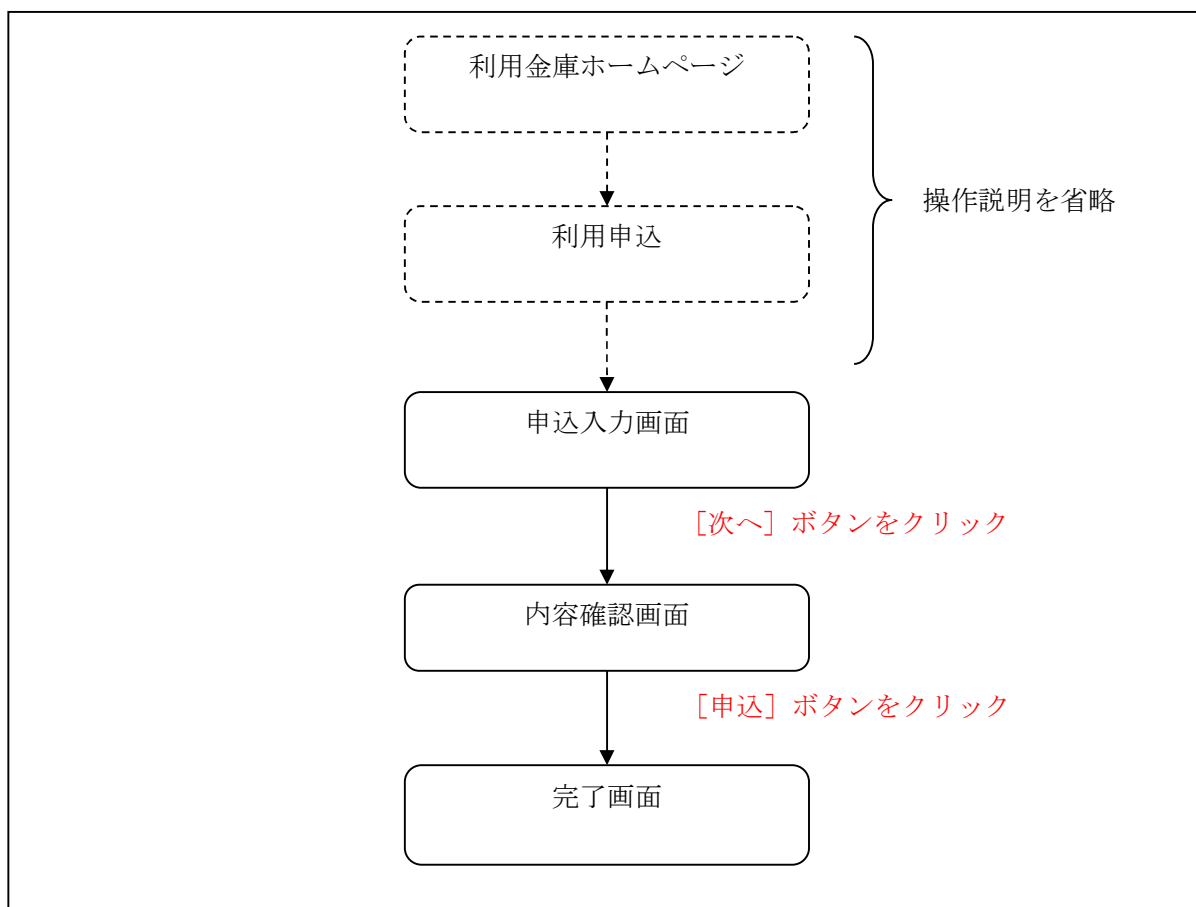 利用金庫ホームページ
操作説明を省略
利用申込
申込入力画面
［次へ］ボタンをクリック
内容確認画面
［申込］ボタンをクリック
完了画面